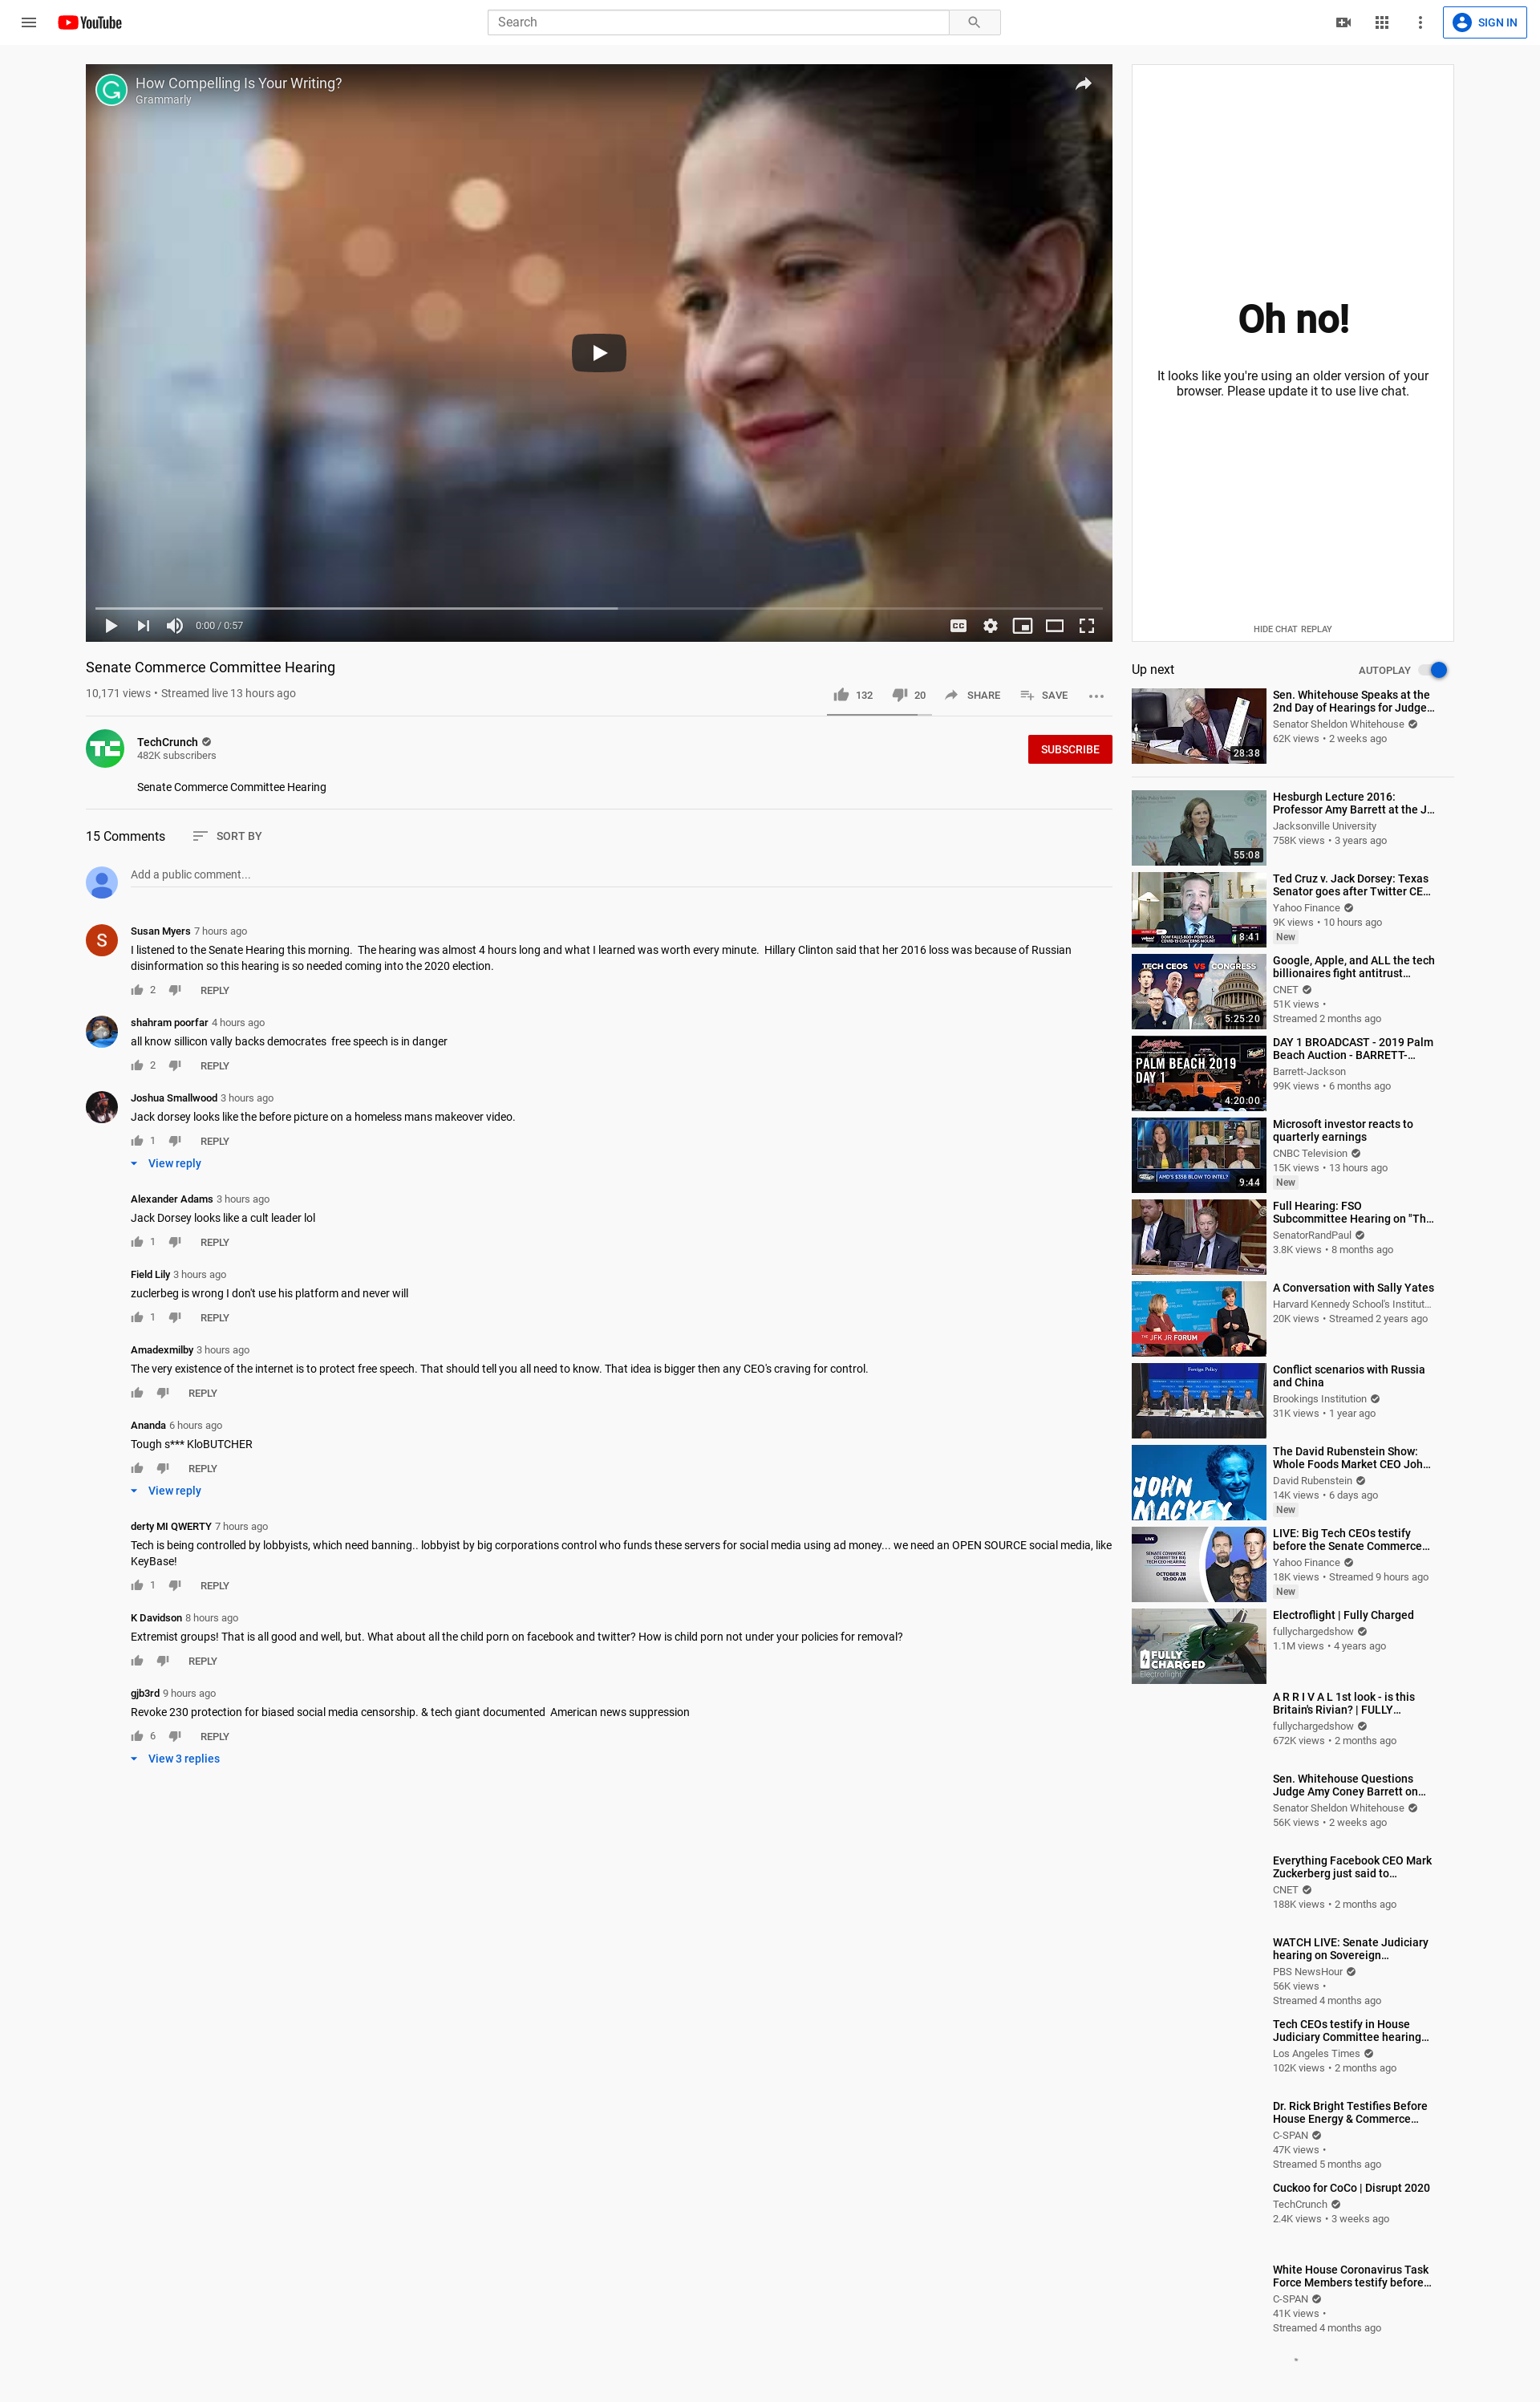 YouTube
Search
SIGN IN
How Compelling Is Your Writing?
Grammarly
0:00 / 0:57
Oh no!
It looks like you're using an older version of your
browser. Please update it to use live chat.
HIDE CHAT REPLAY
Senate Commerce Committee Hearing
10,171 views • Streamed live 13 hours ago
132
20
SHARE
SAVE
TechCrunch
482K subscribers
SUBSCRIBE
Senate Commerce Committee Hearing
15 Comments
SORT BY
Add a public comment...
S
Susan Myers 7 hours ago
I listened to the Senate Hearing this morning.  The hearing was almost 4 hours long and what I learned was worth every minute.  Hillary Clinton said that her 2016 loss was because of Russian
disinformation so this hearing is so needed coming into the 2020 election.
2
REPLY
shahram poorfar 4 hours ago
all know sillicon vally backs democrates  free speech is in danger
2
REPLY
Joshua Smallwood 3 hours ago
Jack dorsey looks like the before picture on a homeless mans makeover video.
1
REPLY
View reply
Alexander Adams 3 hours ago
Jack Dorsey looks like a cult leader lol
1
REPLY
Field Lily 3 hours ago
zuclerbeg is wrong I don't use his platform and never will
1
REPLY
Amadexmilby 3 hours ago
The very existence of the internet is to protect free speech. That should tell you all need to know. That idea is bigger then any CEO's craving for control.
REPLY
Ananda 6 hours ago
Tough s*** KloBUTCHER
REPLY
View reply
derty MI QWERTY 7 hours ago
Tech is being controlled by lobbyists, which need banning.. lobbyist by big corporations control who funds these servers for social media using ad money... we need an OPEN SOURCE social media, like
KeyBase!
1
REPLY
K Davidson 8 hours ago
Extremist groups! That is all good and well, but. What about all the child porn on facebook and twitter? How is child porn not under your policies for removal?
REPLY
gjb3rd 9 hours ago
Revoke 230 protection for biased social media censorship. & tech giant documented  American news suppression
6
REPLY
View 3 replies
Up next
AUTOPLAY
28:38
Sen. Whitehouse Speaks at the
2nd Day of Hearings for Judge...
Senator Sheldon Whitehouse
62K views • 2 weeks ago
55:08
Hesburgh Lecture 2016:
Professor Amy Barrett at the J...
Jacksonville University
758K views • 3 years ago
8:41
Ted Cruz v. Jack Dorsey: Texas
Senator goes after Twitter CE...
Yahoo Finance
9K views • 10 hours ago
New
TECH CEOS VS CONGRESS
5:25:20
Google, Apple, and ALL the tech
billionaires fight antitrust...
CNET
51K views •
Streamed 2 months ago
PALM BEACH 2019
DAY 1
4:20:00
DAY 1 BROADCAST - 2019 Palm
Beach Auction - BARRETT-...
Barrett-Jackson
99K views • 6 months ago
AMD'S $35B BLOW TO INTEL?
9:44
Microsoft investor reacts to
quarterly earnings
CNBC Television
15K views • 13 hours ago
New
Full Hearing: FSO
Subcommittee Hearing on "Th...
SenatorRandPaul
3.8K views • 8 months ago
THE JFK JR FORUM
A Conversation with Sally Yates
Harvard Kennedy School's Institut...
20K views • Streamed 2 years ago
Foreign Policy
Conflict scenarios with Russia
and China
Brookings Institution
31K views • 1 year ago
JOHN
MACKEY
The David Rubenstein Show:
Whole Foods Market CEO Joh...
David Rubenstein
14K views • 6 days ago
New
LIVE
SENATE COMMERCE
COMMITTEE BIG
TECH CEO HEARING
OCTOBER 28
10:00 AM
LIVE: Big Tech CEOs testify
before the Senate Commerce...
Yahoo Finance
18K views • Streamed 9 hours ago
New
FULLY
CHARGED
Electroflight
Electroflight | Fully Charged
fullychargedshow
1.1M views • 4 years ago
A R R I V A L 1st look - is this
Britain's Rivian? | FULLY...
fullychargedshow
672K views • 2 months ago
Sen. Whitehouse Questions
Judge Amy Coney Barrett on...
Senator Sheldon Whitehouse
56K views • 2 weeks ago
Everything Facebook CEO Mark
Zuckerberg just said to...
CNET
188K views • 2 months ago
WATCH LIVE: Senate Judiciary
hearing on Sovereign...
PBS NewsHour
56K views •
Streamed 4 months ago
Tech CEOs testify in House
Judiciary Committee hearing...
Los Angeles Times
102K views • 2 months ago
Dr. Rick Bright Testifies Before
House Energy & Commerce...
C-SPAN
47K views •
Streamed 5 months ago
Cuckoo for CoCo | Disrupt 2020
TechCrunch
2.4K views • 3 weeks ago
White House Coronavirus Task
Force Members testify before...
C-SPAN
41K views •
Streamed 4 months ago